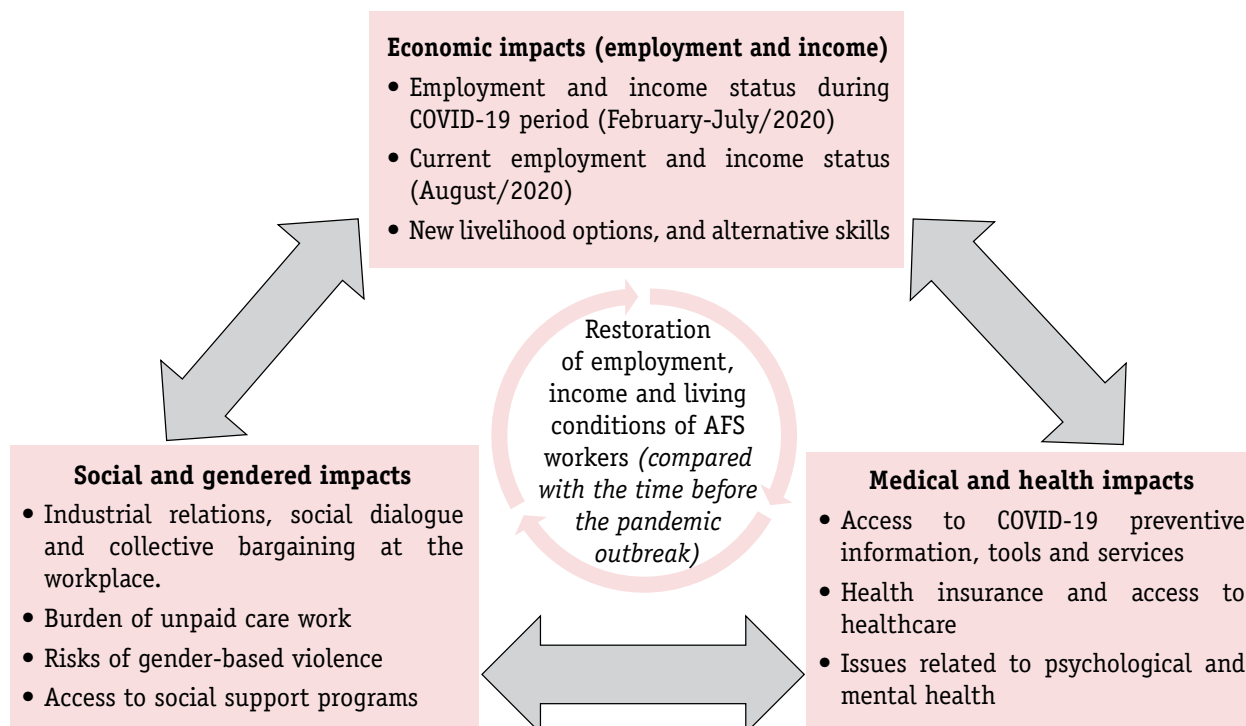 Economic impacts (employment and income)
• Employment and income status during
COVID-19 period (February-July/2020)
• Current employment and income status
(August/2020)
• New livelihood options, and alternative skills
Restoration
of employment,
income and living
conditions of AFS
workers (compared
with the time before
the pandemic
outbreak)
Social and gendered impacts
• Industrial relations, social dialogue
and collective bargaining at the
workplace.
• Burden of unpaid care work
• Risks of gender-based violence
• Access to social support programs
Medical and health impacts
• Access to COVID-19 preventive
information, tools and services
• Health insurance and access to
healthcare
• Issues related to psychological and
mental health